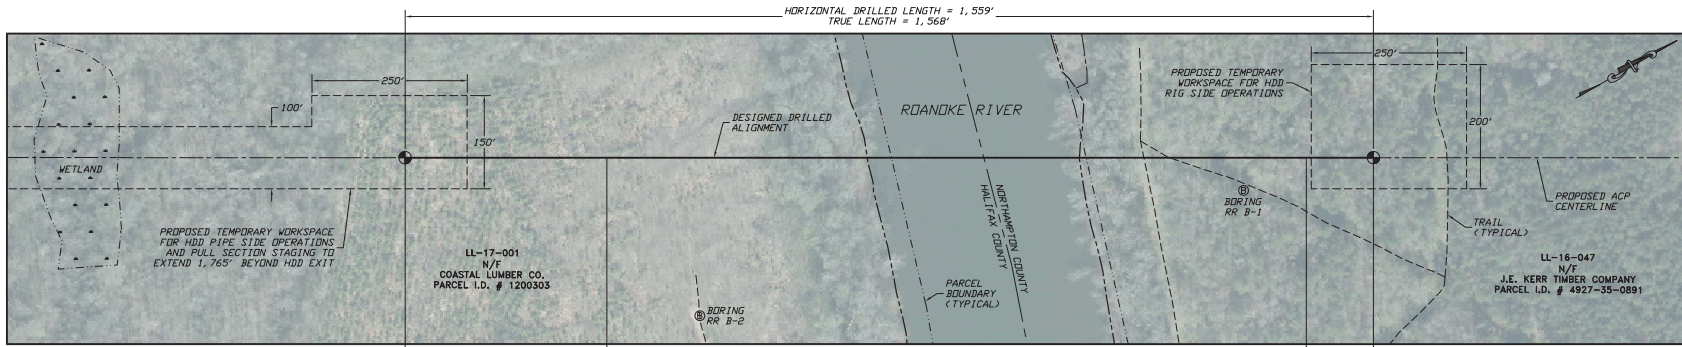 HORIZONTAL DRILLED LENGTH = 1,559'
TRUE LENGTH = 1,568'
250'
100'
150'
WETLAND
PROPOSED TEMPORARY WORKSPACE
FOR HDD PIPE SIDE OPERATIONS
AND PULL SECTION STAGING TO
EXTEND 1,765' BEYOND HDD EXIT
LL-17-001
N/F
COASTAL LUMBER CO.
PARCEL I.D. # 1200303
DESIGNED DRILLED
ALIGNMENT
B BORING
RR B-2
ROANOKE RIVER
NORTHAMPTON COUNTY
HALIFAX COUNTY
PARCEL
BOUNDARY
(TYPICAL)
PROPOSED TEMPORARY
WORKSPACE FOR HDD
RIG SIDE OPERATIONS
250'
200'
B
BORING
RR B-1
TRAIL
(TYPICAL)
PROPOSED ACP
CENTERLINE
LL-16-047
N/F
J.E. KERR TIMBER COMPANY
PARCEL I.D. # 4927-35-0891